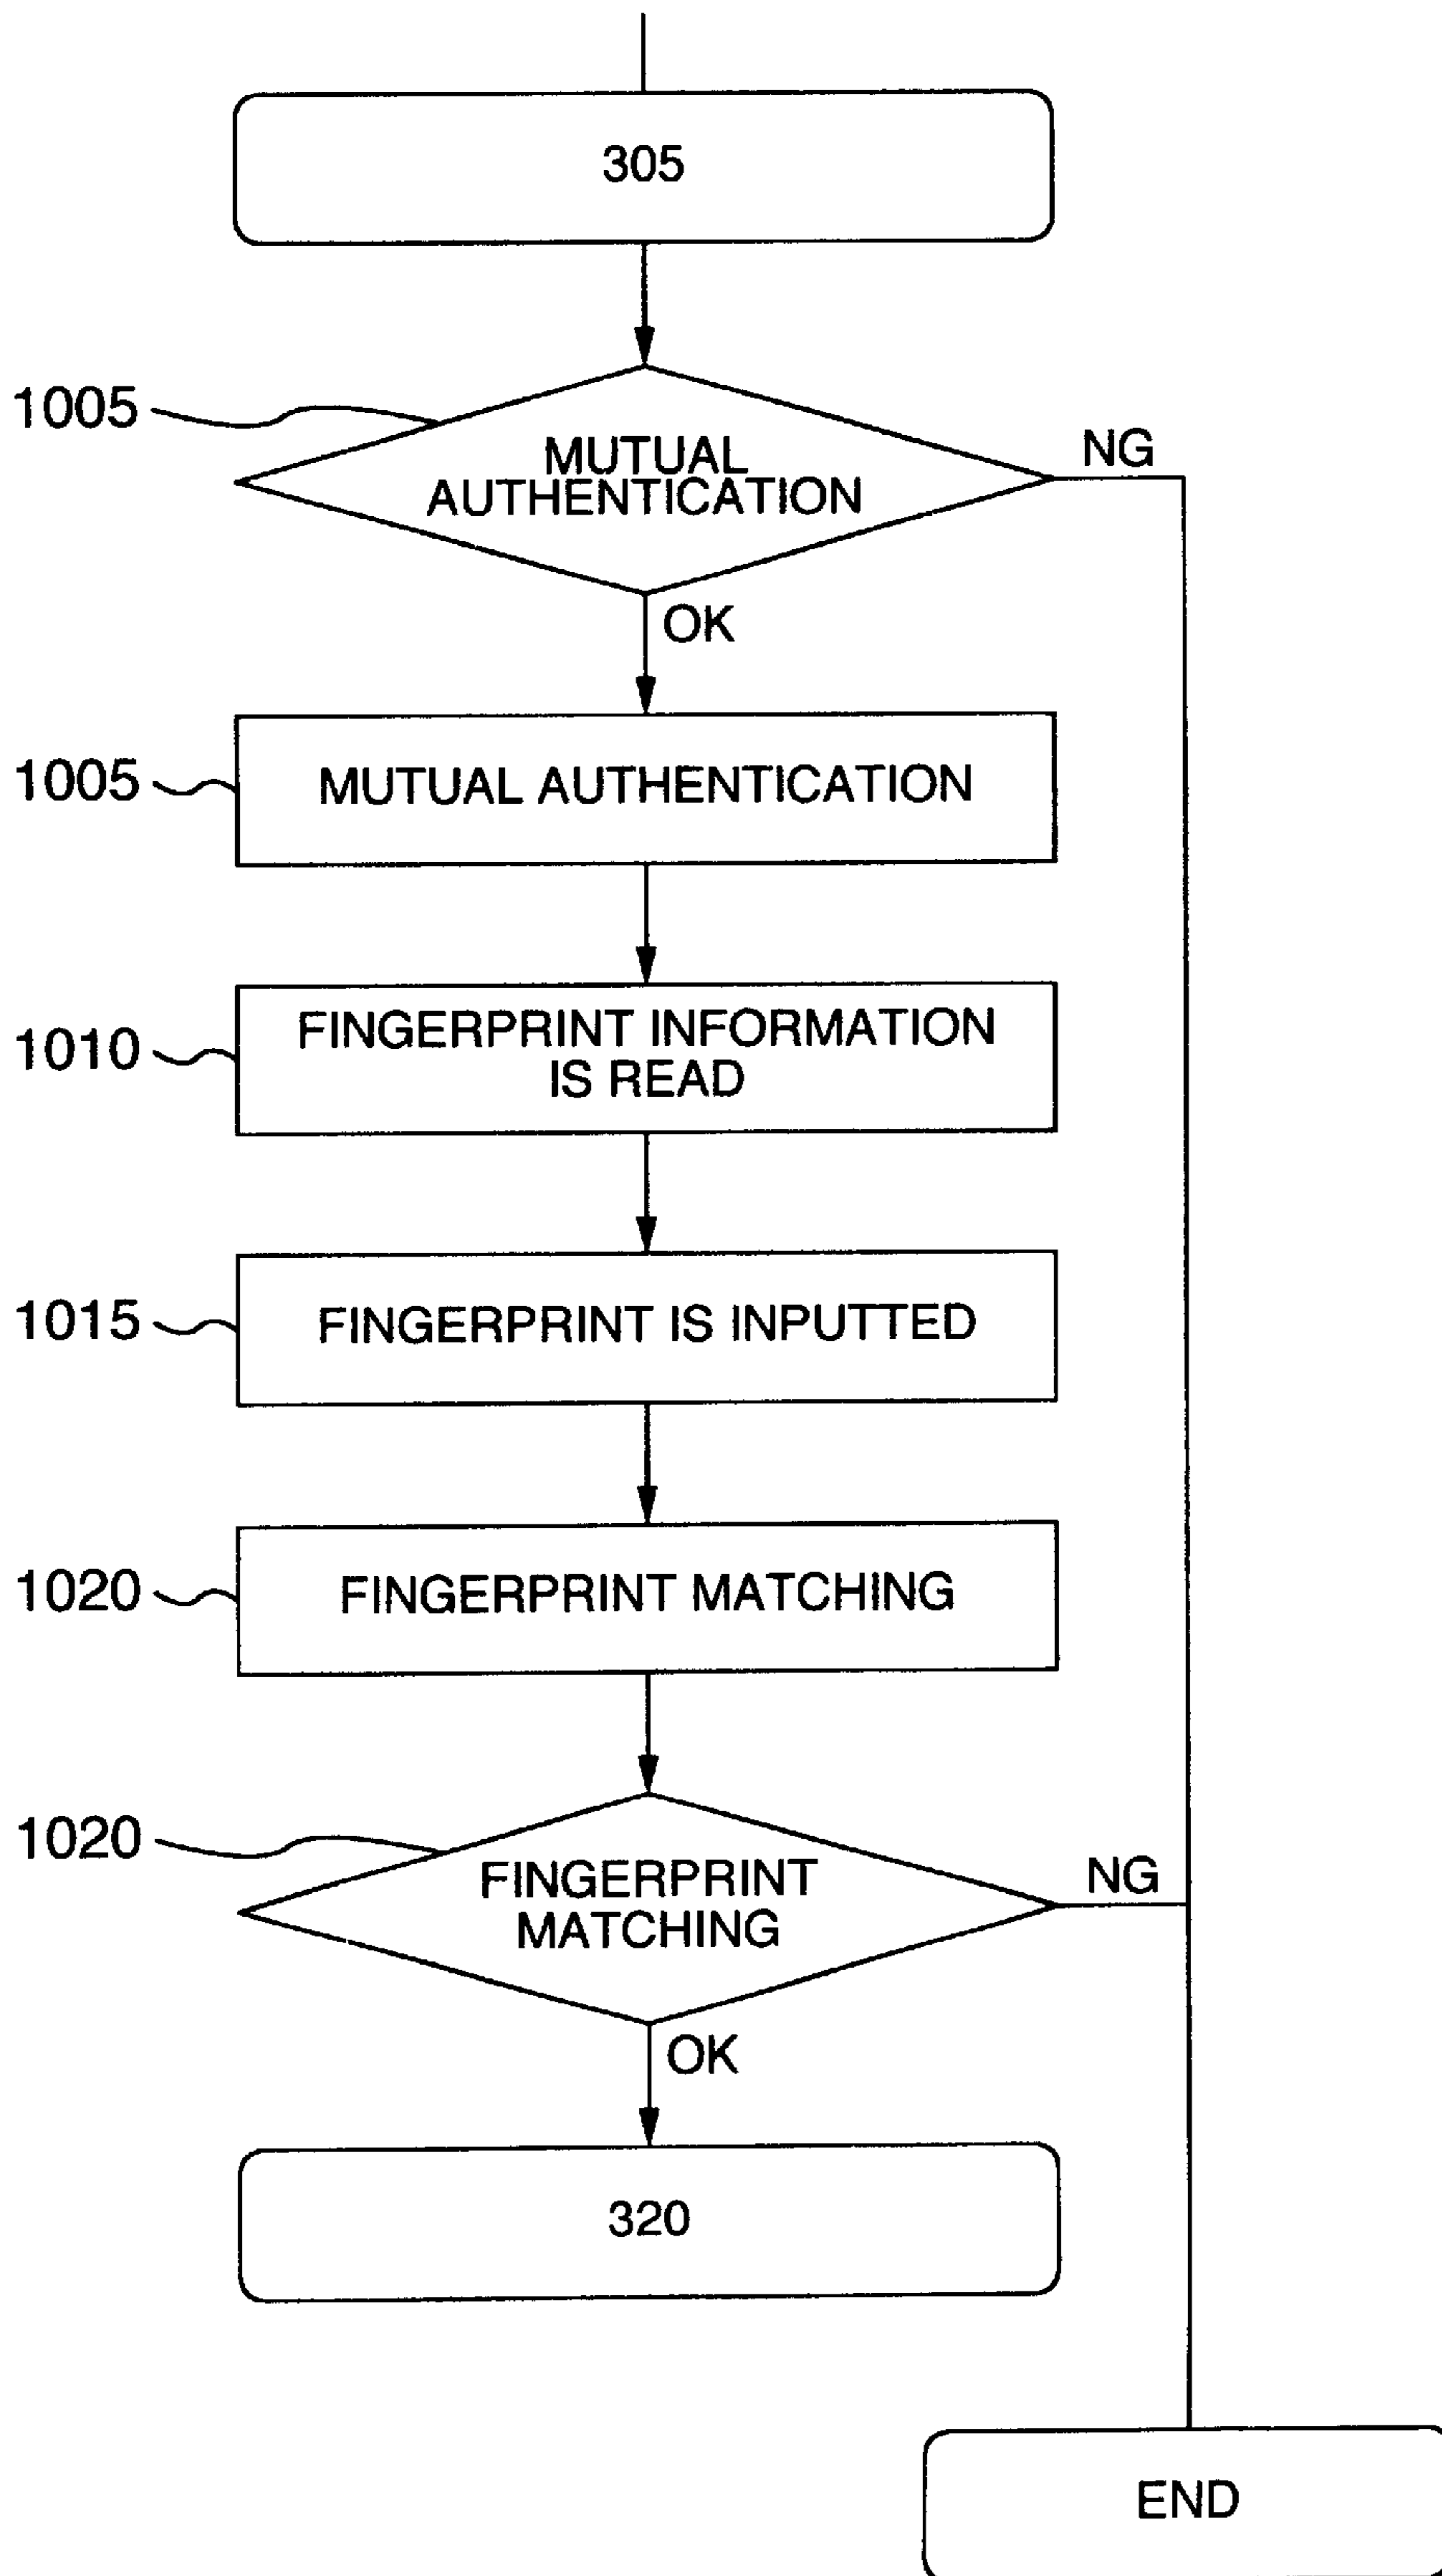 305
1005
MUTUAL
AUTHENTICATION
NG
OK
1005
MUTUAL AUTHENTICATION
1010
FINGERPRINT INFORMATION
IS READ
1015
FINGERPRINT IS INPUTTED
1020
FINGERPRINT MATCHING
1020
FINGERPRINT
MATCHING
NG
OK
320
END